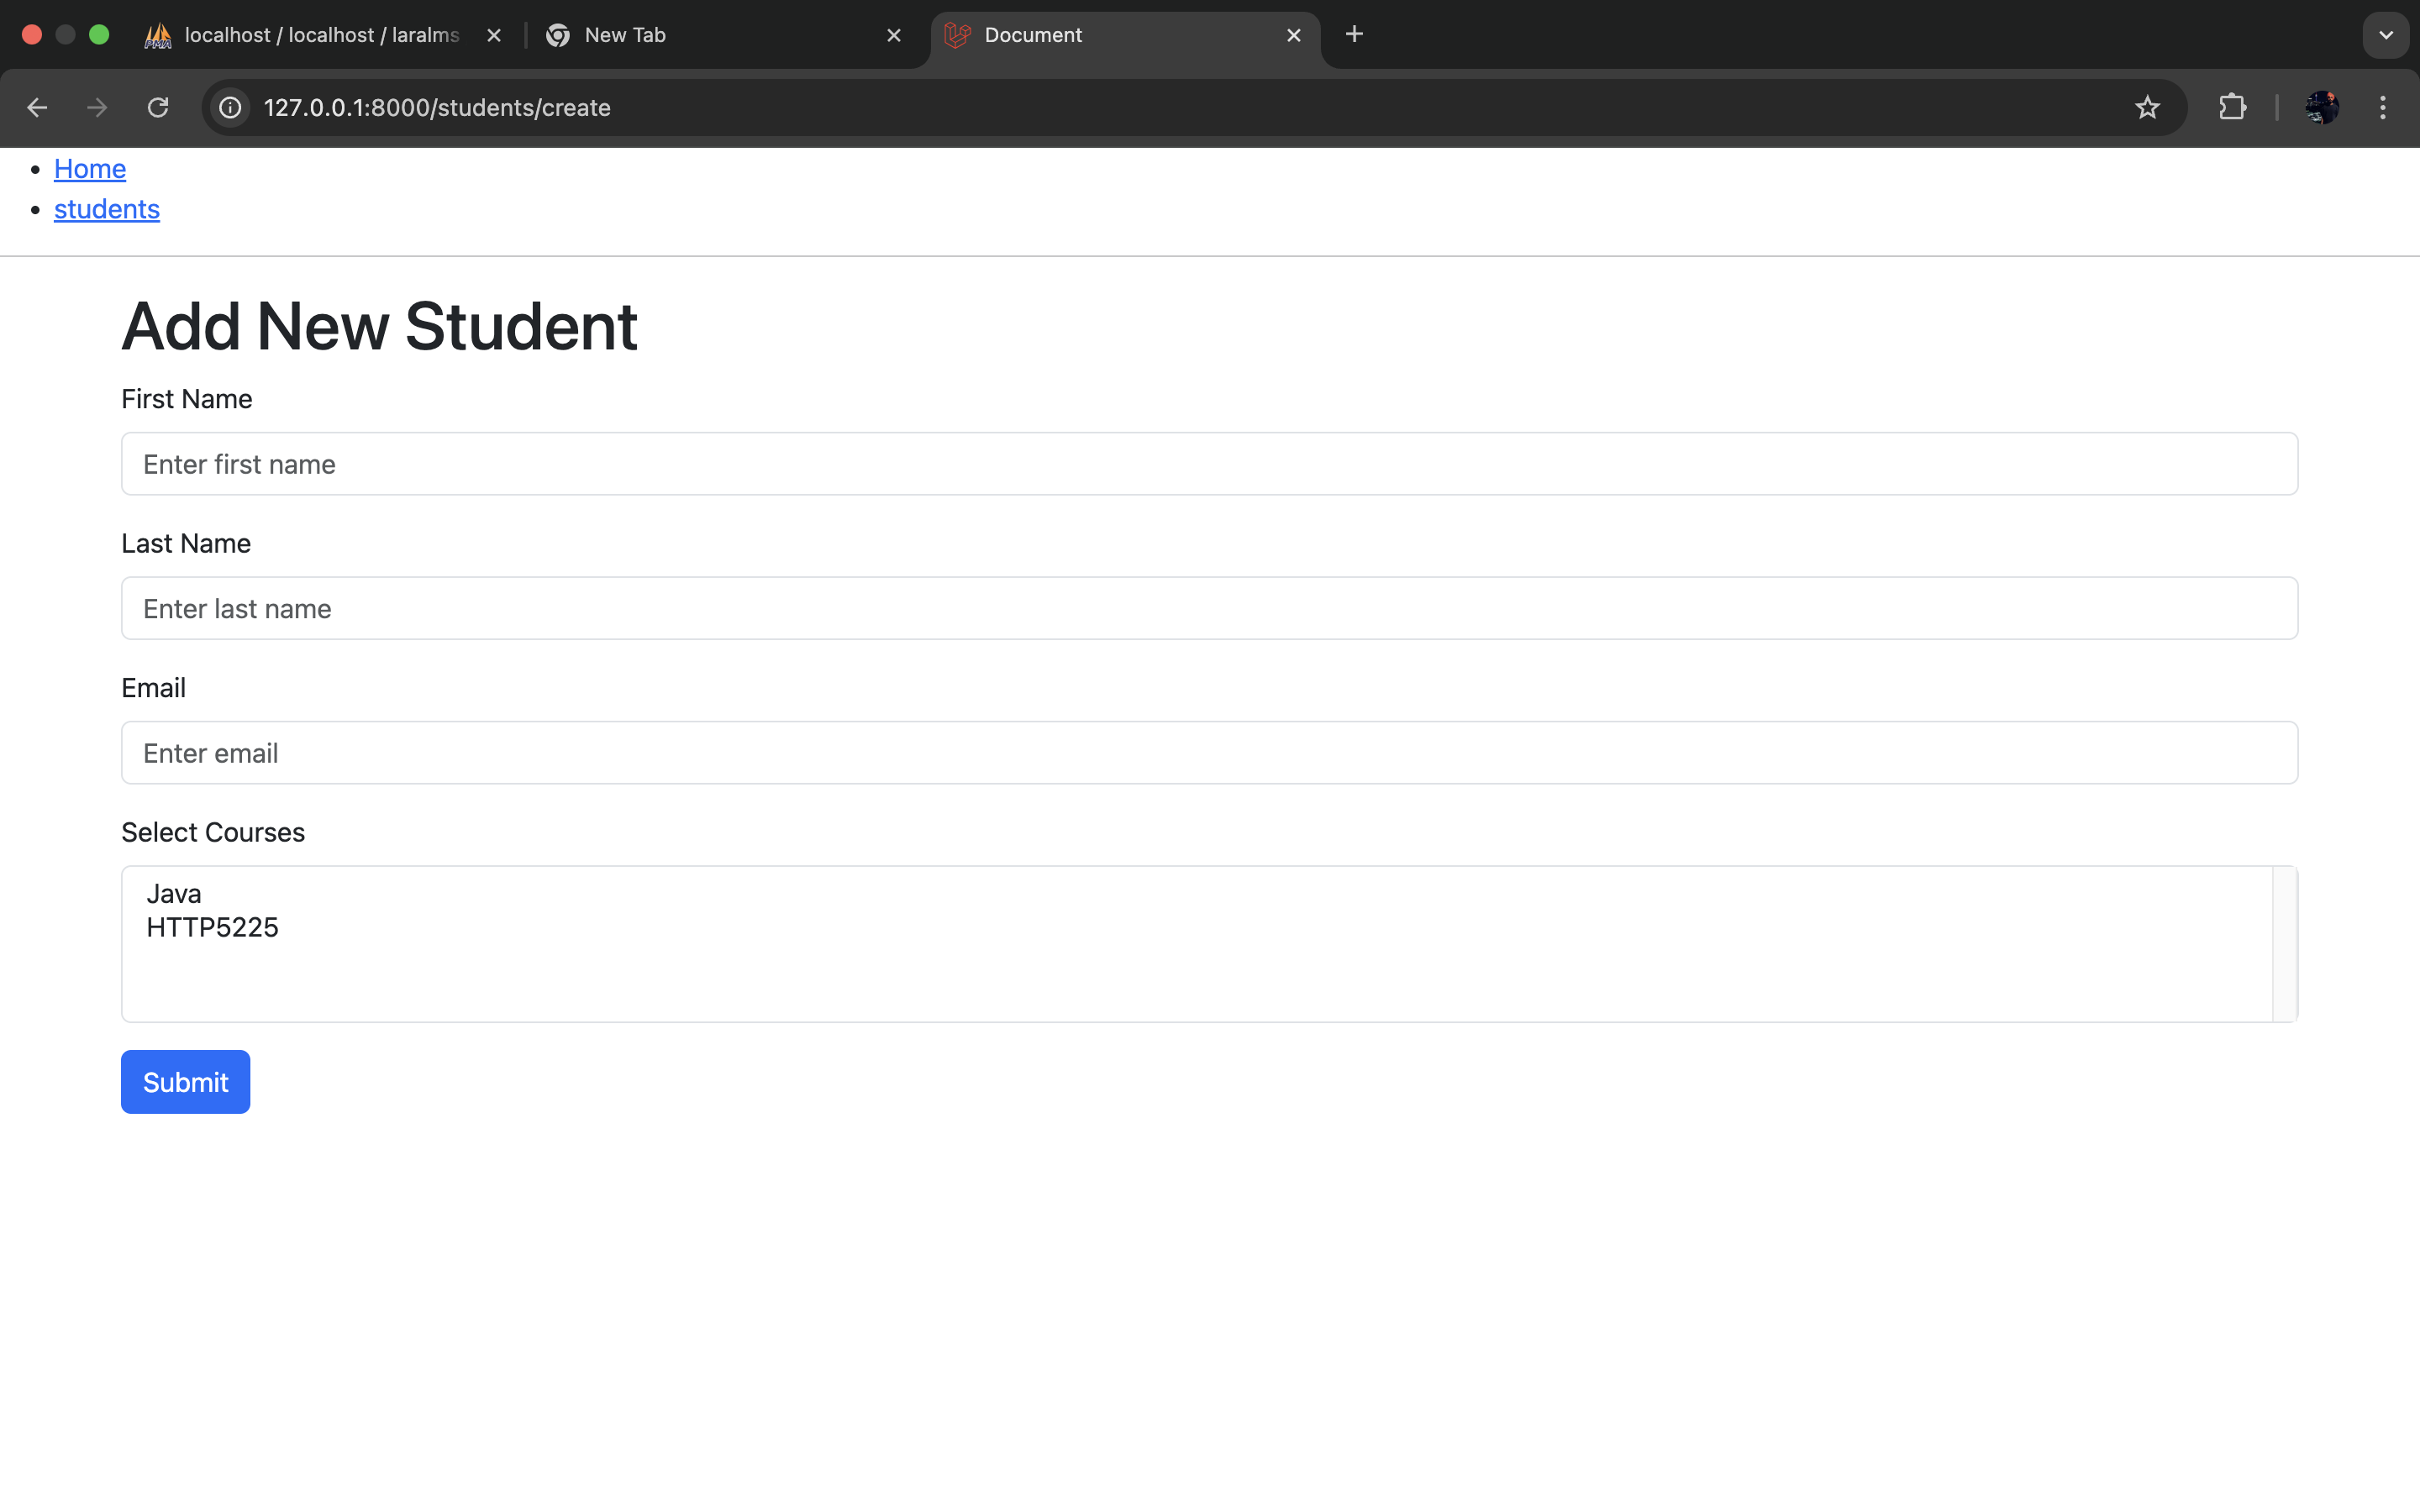 localhost / localhost / laralms
New Tab
Document
127.0.0.1:8000/students/create
Home
students
Add New Student
First Name
Enter first name
Last Name
Enter last name
Email
Enter email
Select Courses
Java
HTTP5225
Submit